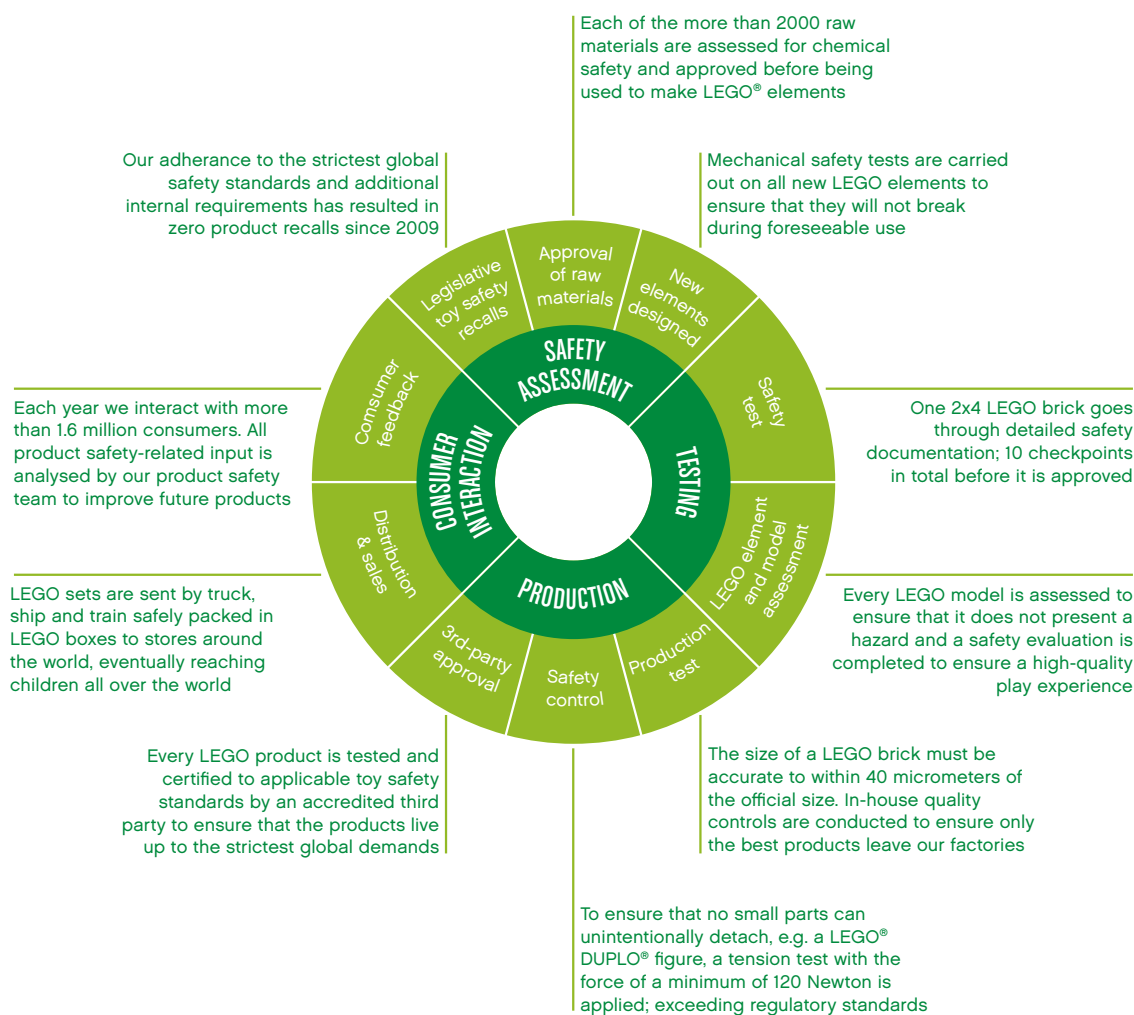 Each of the more than 2000 raw
materials are assessed for chemical
safety and approved before being
used to make LEGO® elements
Our adherance to the strictest global
safety standards and additional
internal requirements has resulted in
zero product recalls since 2009
Mechanical safety tests are carried
out on all new LEGO elements to
ensure that they will not break
during foreseeable use
Legislative
toy safety
recalls
Approval
of raw
materials
New
elements
designed
SAFETY
ASSESSMENT
Comsumer
feedback
Safety
test
Each year we interact with more
than 1.6 million consumers. All
product safety-related input is
analysed by our product safety
team to improve future products
CONSUMER
INTERACTION
TESTING
One 2x4 LEGO brick goes
through detailed safety
documentation; 10 checkpoints
in total before it is approved
Distribution
& sales
LEGO element
and model
assessment
PRODUCTION
LEGO sets are sent by truck,
ship and train safely packed in
LEGO boxes to stores around
the world, eventually reaching
children all over the world
3rd-party
approval
Safety
control
Production
test
Every LEGO model is assessed to
ensure that it does not present a
hazard and a safety evaluation is
completed to ensure a high-quality
play experience
Every LEGO product is tested and
certified to applicable toy safety
standards by an accredited third
party to ensure that the products live
up to the strictest global demands
The size of a LEGO brick must be
accurate to within 40 micrometers of
the official size. In-house quality
controls are conducted to ensure only
the best products leave our factories
To ensure that no small parts can
unintentionally detach, e.g. a LEGO®
DUPLO® figure, a tension test with the
force of a minimum of 120 Newton is
applied; exceeding regulatory standards